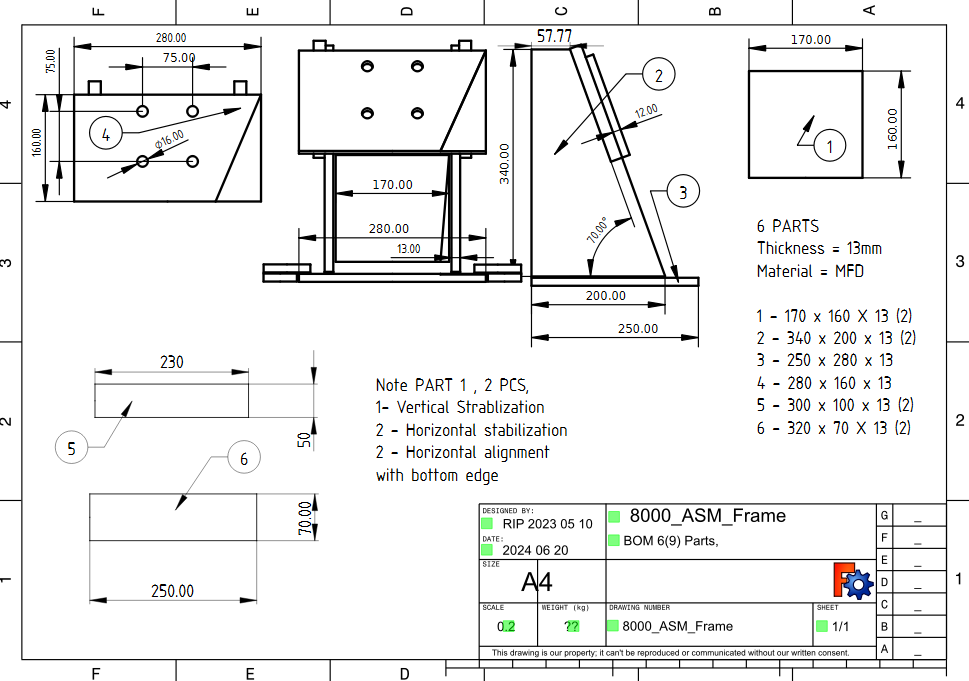 F E D C B A
280.00
75.00
75.00
160.00
Ø16.00
4
170.00
280.00
13.00
57.77
340.00
2
12.00
3
70.00°
200.00
250.00
170.00
160.00
1
4 4
3 3
2 2
1 1
6 PARTS
Thickness = 13mm
Material = MFD
1 - 170 x 160 X 13 (2)
2 - 340 x 200 x 13 (2)
3 - 250 x 280 x 13
4 - 280 x 160 x 13
5 - 300 x 100 x 13 (2)
6 - 320 x 70 X 13 (2)
230
50
5
6
70.00
250.00
Note PART 1 , 2 PCS,
1- Vertical Strablization
2 - Horizontal stabilization
2 - Horizontal alignment
with bottom edge
DESIGNED BY:
RIP 2023 05 10
DATE:
2024 06 20
8000_ASM_Frame
BOM 6(9) Parts,
SIZE
A4
SCALE
0.2
WEIGHT (kg)
??
DRAWING NUMBER
8000_ASM_Frame
SHEET
1/1
G _
F _
E _
D _
C _
B _
A _
This drawing is our property; it can't be reproduced or communicated without our written consent.
F E D